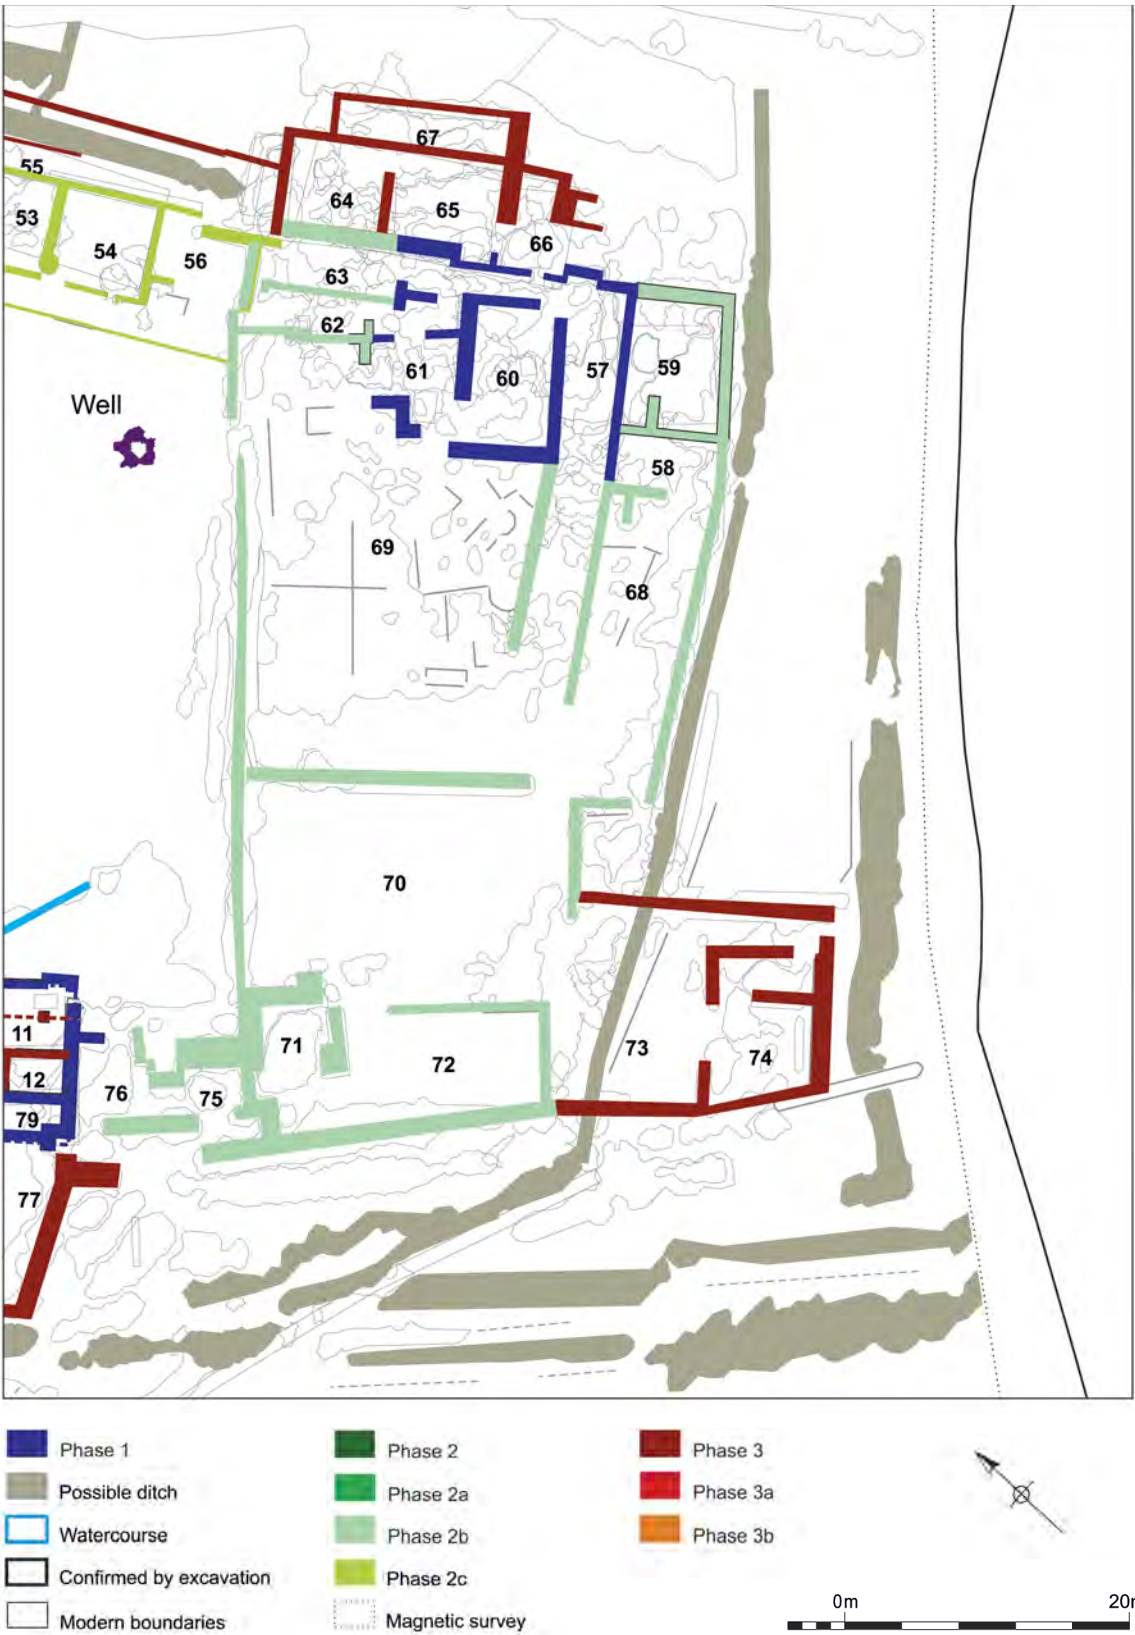 67
55
64
65
53
66
54
56
63
62
61
60
57
59
Well
58
69
68
70
11
71
73
74
72
12
76
75
79
77
Phase 1
Possible ditch
Watercourse
Confirmed by excavation
Modern boundaries
Phase 2
Phase 2a
Phase 2b
Phase 2c
Magnetic survey
Phase 3
Phase 3a
Phase 3b
0m